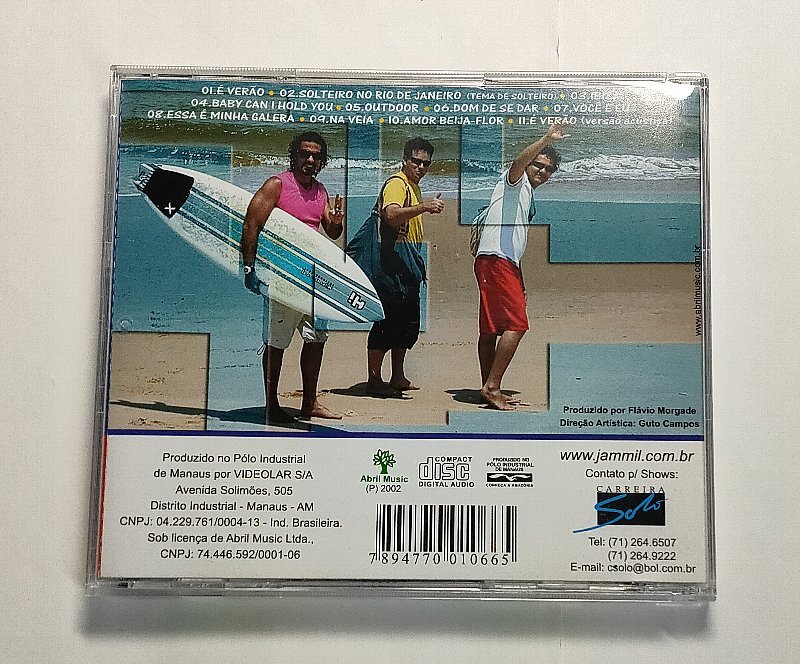 01.É VERÃO • 02.SOLTEIRO NO RIO DE JANEIRO (TEMA DE SOLTEIRO) • 03.
04.BABY CAN I HOLD YOU • 05.OUTDOOR • 06.DOM DE SE DAR • 07.VOCÊ E EU
08.ESSA É MINHA GALERA • 09.NA VEIA • 10.AMOR BEIJA-FLOR • 11.É VERÃO (versão acústica)
www.abrilmusic.com.br
Produzido por Flávio Morgade
Direção Artística: Guto Campos
Produzido no Pólo Industrial
de Manaus por VIDEOLAR S/A
Avenida Solimões, 505
Distrito Industrial - Manaus - AM
CNPJ: 04.229.761/0004-13 - Ind. Brasileira.
Sob licença de Abril Music Ltda.,
CNPJ: 74.446.592/0001-06
Abril Music
(P) 2002
COMPACT
disc
DIGITAL AUDIO
PRODUZIDO NO
PÓLO INDUSTRIAL
DE MANAUS
CONHEÇA A AMAZÔNIA
7894770010665
www.jammil.com.br
Contato p/ Shows:
CARREIRA
Solo
Tel: (71) 264.6507
(71) 264.9222
E-mail: csolo@bol.com.br